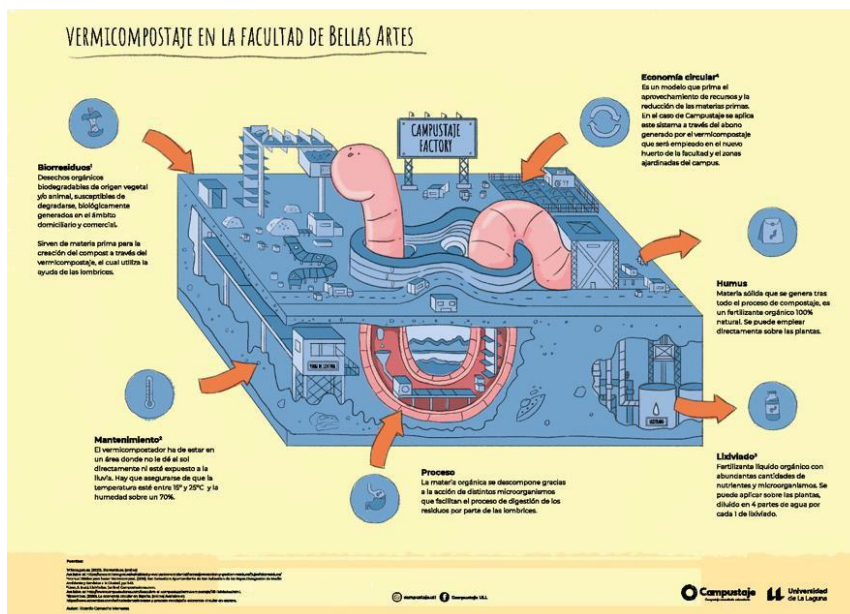 VERMICOMPOSTAJE EN LA FACULTAD DE BELLAS ARTES
Economía circular⁴
Es un modelo que prima el
aprovechamiento de recursos y la
reducción de las materias primas.
En el caso de Campustaje se aplica
este sistema a través del abono
generado por el vermicompostaje
que será empleado en el nuevo
huerto de la facultad y el zonas
ajardinadas del campus.
CAMPUSTAJE
FACTORY
Biorresiduos¹
Desechos orgánicos
biodegradables de origen vegetal
y/o animal, susceptibles de
degradarse, biológicamente
generados en el ámbito
domiciliario y comercial.
Sirven de materia prima para la
creación del compost a través del
vermicompostaje, el cual utiliza la
ayuda de las lombrices.
Humus
Materia sólida que se genera tras
todo el proceso de compostaje, es
un fertilizante orgánico 100%
natural. Se puede emplear
directamente sobre las plantas.
Mantenimiento²
El vermicompostador ha de estar en
un área donde no le dé el sol
directamente ni esté expuesto a la
lluvia. Hay que asegurarse de que la
temperatura esté entre 15º y 25ºC y la
humedad sobre un 70%.
Proceso
La materia orgánica se descompone gracias
a la acción de distintos microorganismos
que facilitan el proceso de digestión de los
residuos por parte de las lombrices.
Lixiviado³
Fertilizante líquido orgánico con
abundantes cantidades de
nutrientes y microorganismos. Se
puede aplicar sobre las plantas,
diluido en 4 partes de agua por
cada 1 de lixiviado.
Fuentes:
campustaje.ull Campustaje ULL
Campustaje
Universidad
de La Laguna